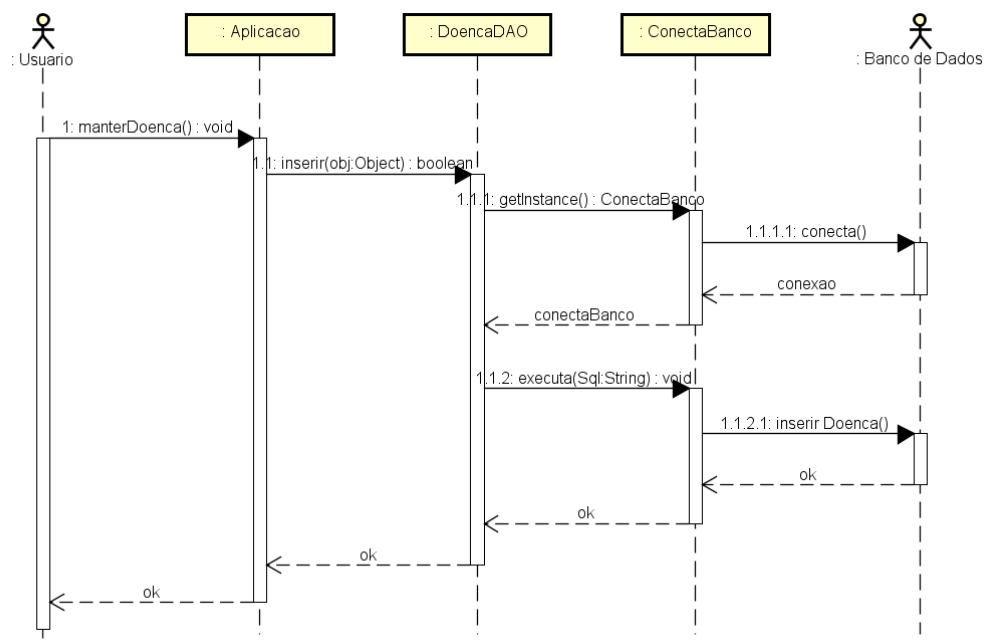 : Usuario
: Aplicacao
: DoencaDAO
: ConectaBanco
: Banco de Dados
1: manterDoenca() : void
1.1: inserir(obj:Object) : boolean
1.1.1: getInstance() : ConectaBanco
1.1.1.1: conecta()
conexao
conectaBanco
1.1.2: executa(Sql:String) : void
1.1.2.1: inserir Doenca()
ok
ok
ok
ok